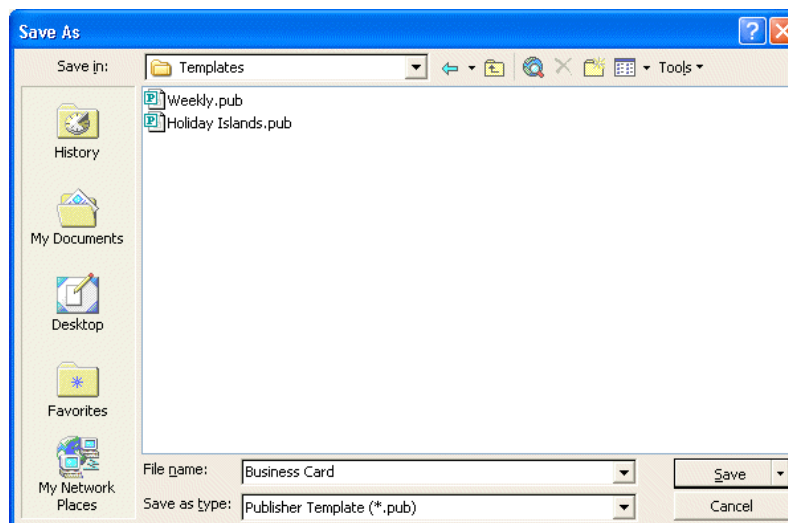 Save As
Save in:
Templates
Tools
Weekly.pub
Holiday Islands.pub
History
My Documents
Desktop
Favorites
My Network
Places
File name:
Business Card
Save
Save as type:
Publisher Template (*.pub)
Cancel